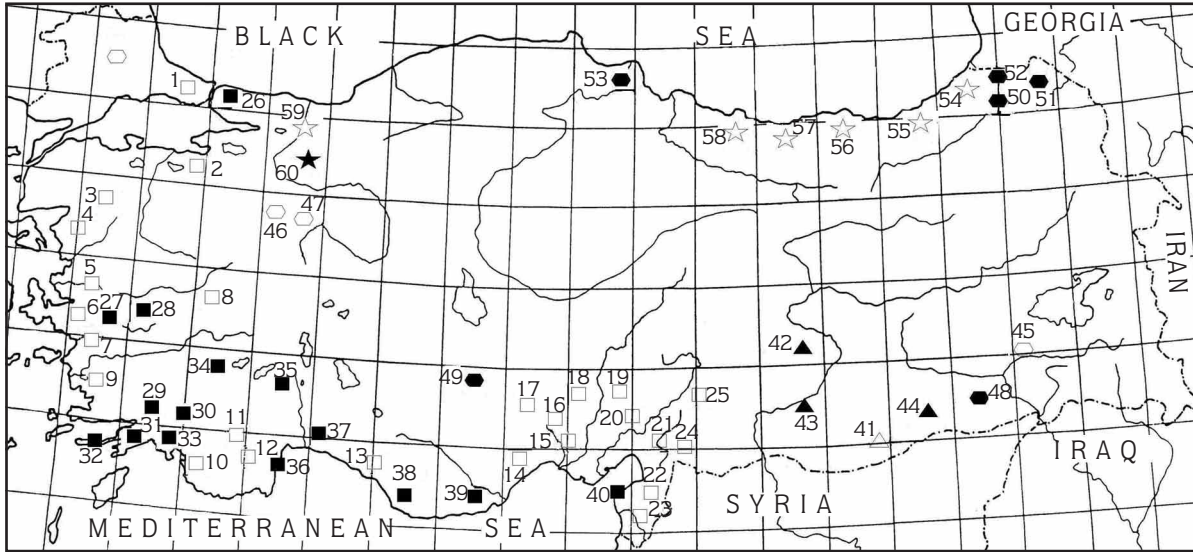 BLACK SEA GEORGIA
1 26 53 52 54 50 51
59 58 57 56 55
2 60
3 47
4 46
5 8 IRAN
6 27 28
7 42 45
34 35 49 17 18 19 25 48
9 29 30 16 20 43 44
31 11 37 15 21 24 41 IRAQ
32 33 10 12 36 13 14
38 39 40 22 SYRIA
23
MEDITERRANEAN SEA